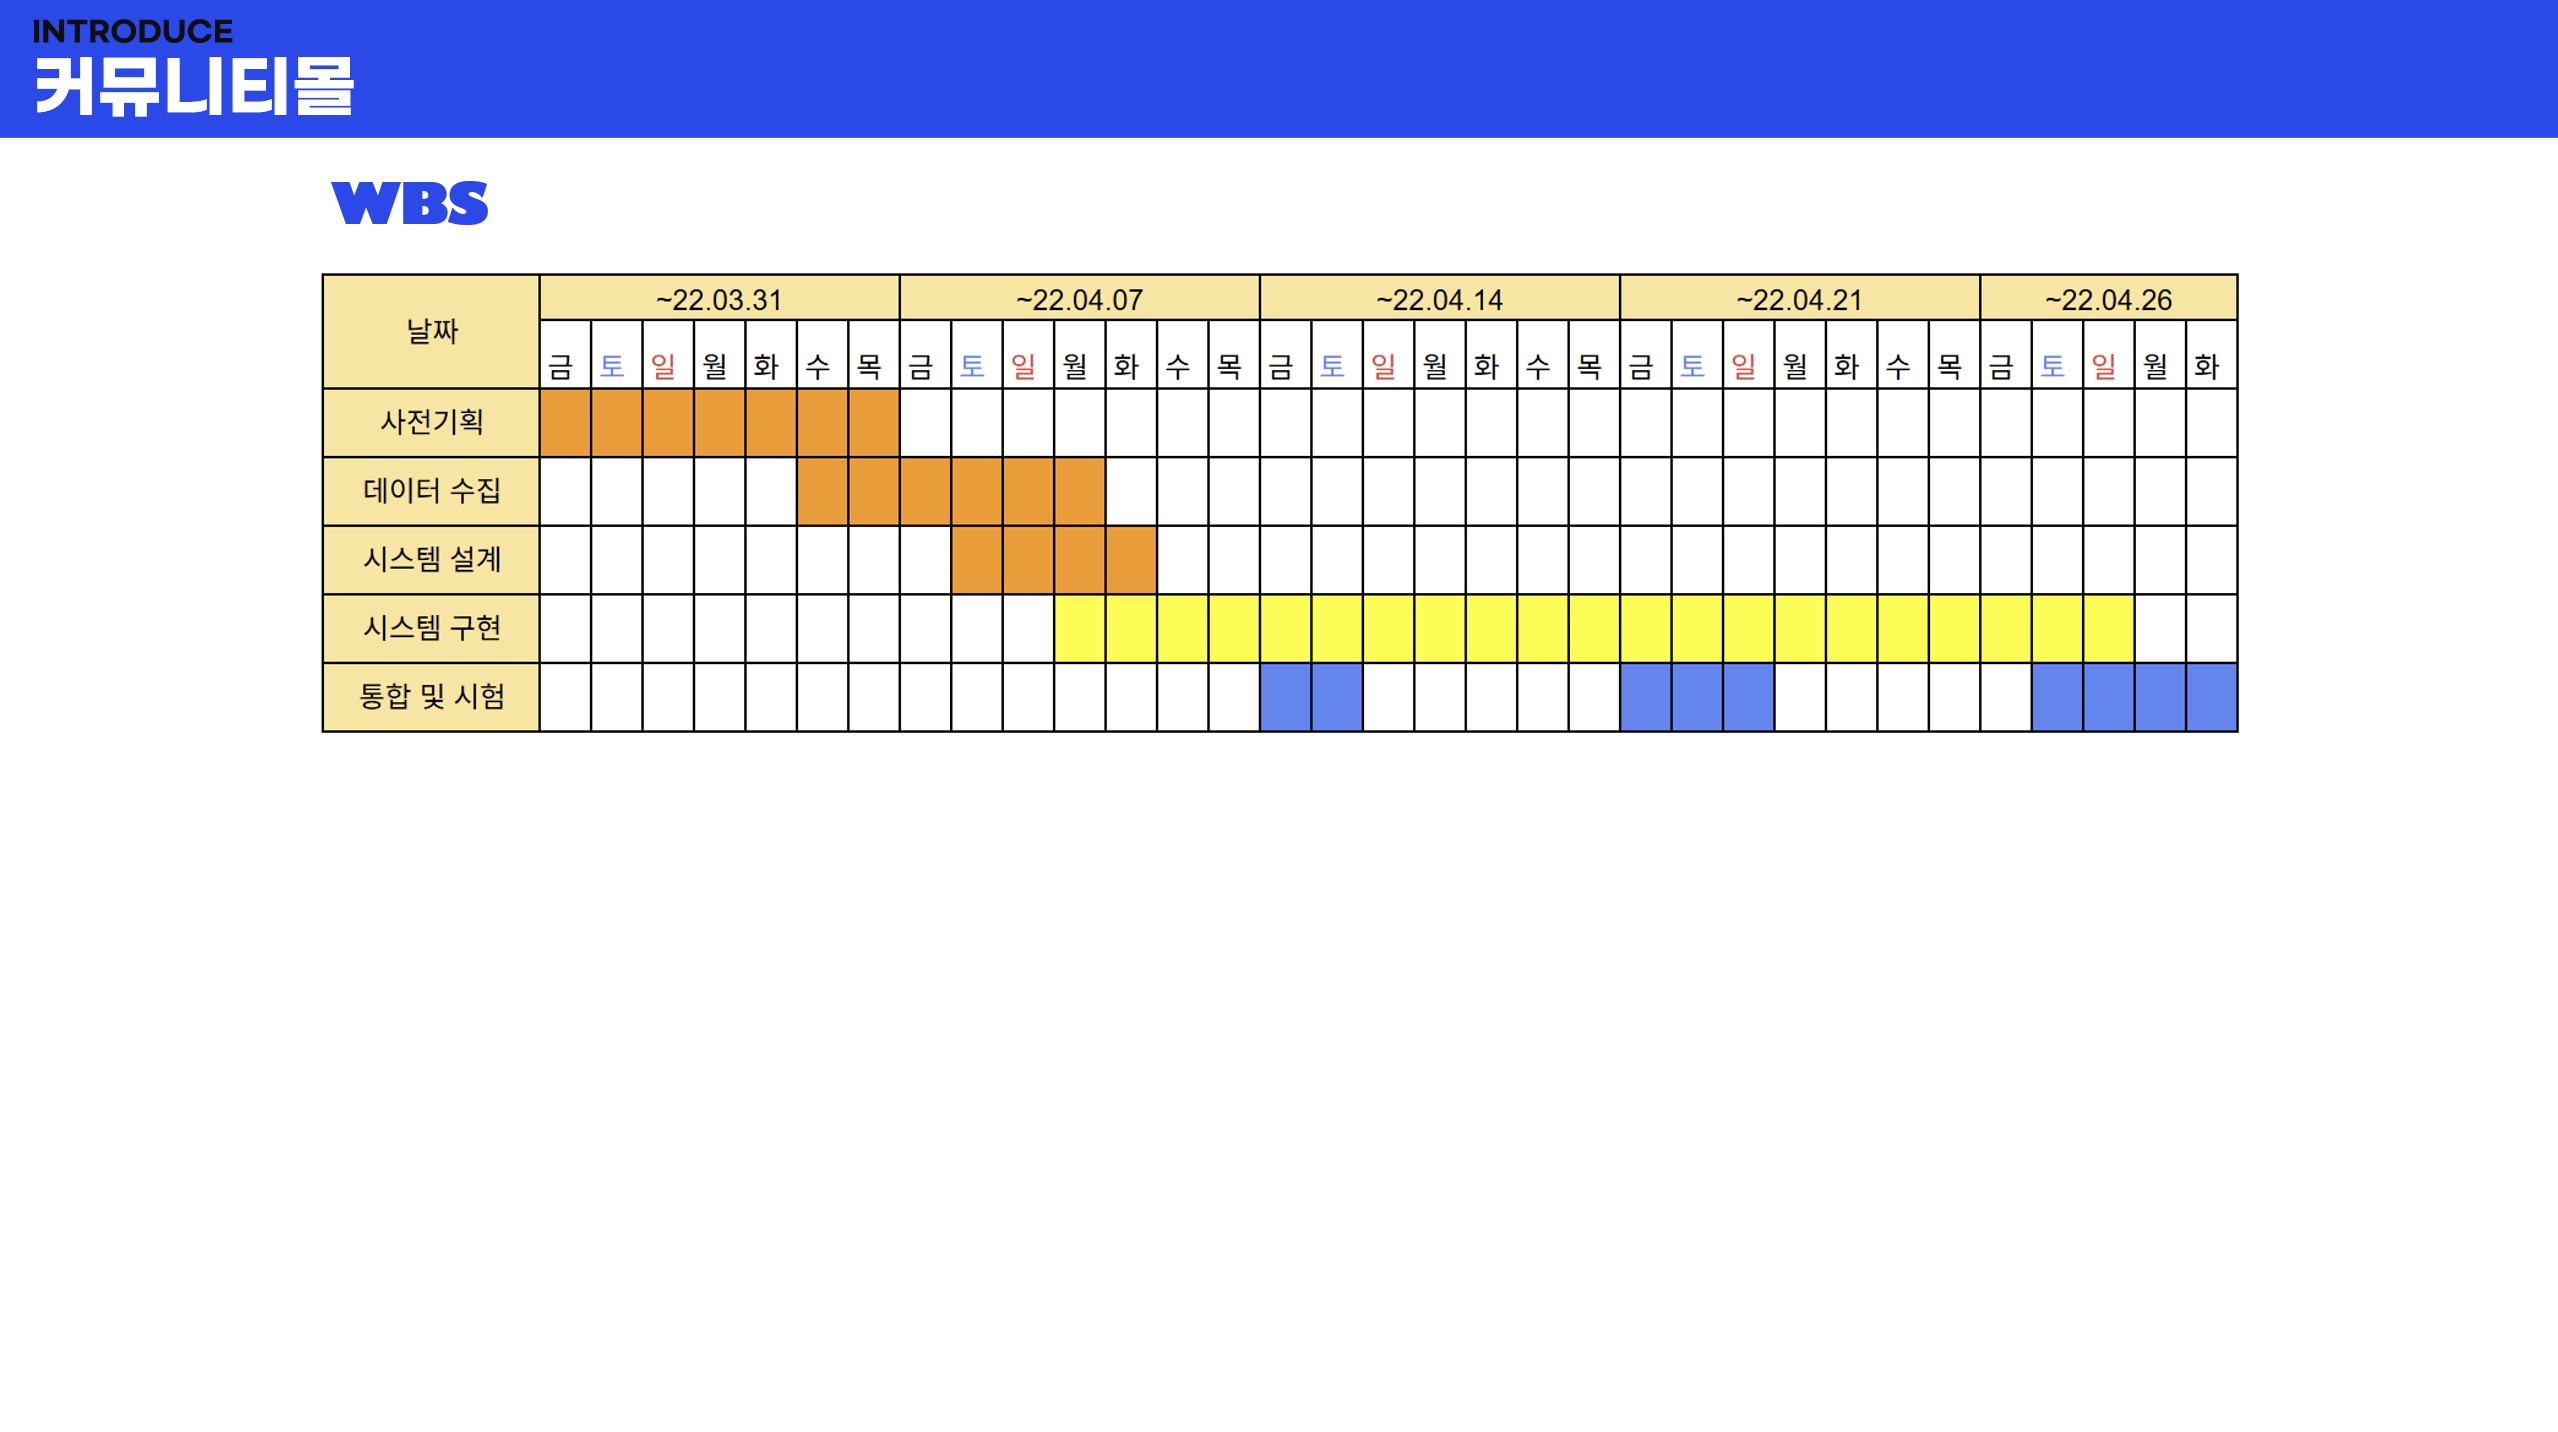 INTRODUCE
커뮤니티몰
WBS
날짜 ~22.03.31 ~22.04.07 ~22.04.14 ~22.04.21 ~22.04.26
금 토 일 월 화 수 목 금 토 일 월 화 수 목 금 토 일 월 화 수 목 금 토 일 월 화 수 목 금 토 일 월 화
사전기획
데이터 수집
시스템 설계
시스템 구현
통합 및 시험